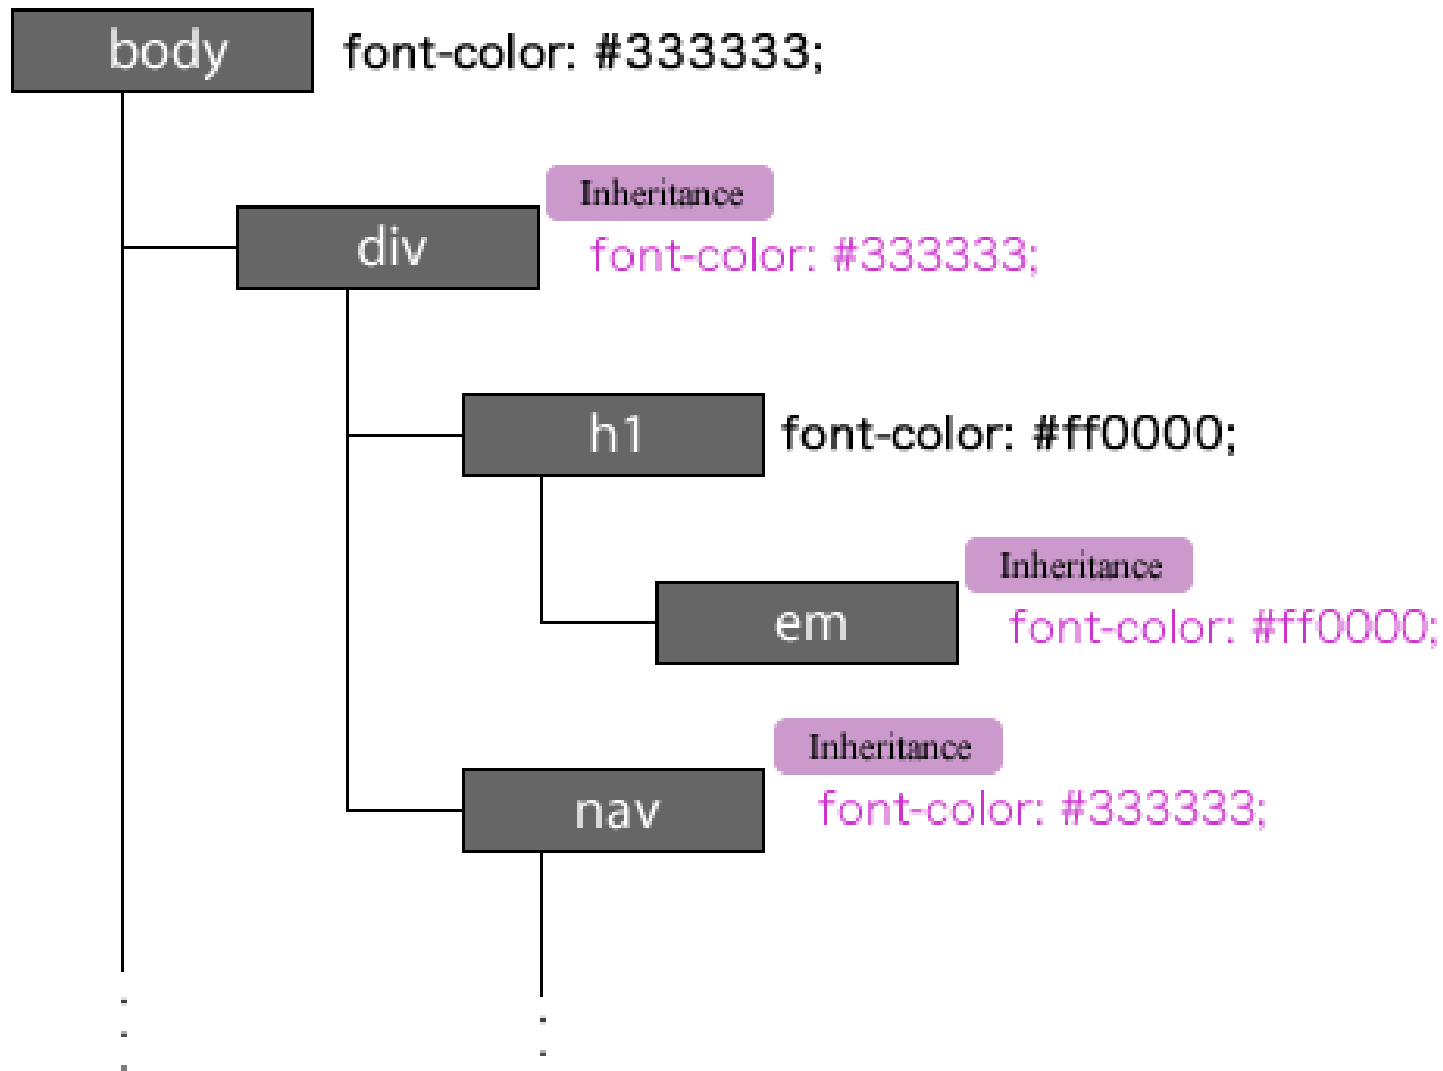 body font-color: #333333;
Inheritance
div font-color: #333333;
h1 font-color: #ff0000;
Inheritance
em font-color: #ff0000;
Inheritance
nav font-color: #333333;